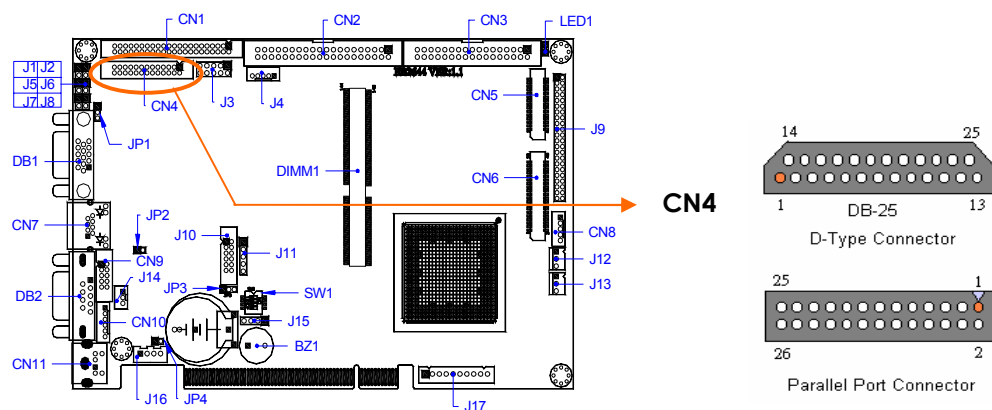 CN1
CN2
CN3
LED1
J1 J2
J5 J6
J7 J8
CN4
J3
J4
CN5
J9
JP1
DB1
DIMM1
CN6
CN4
CN7
JP2
J10
J11
CN8
J12
J13
CN9
J14
DB2
JP3
SW1
CN10
J15
BZ1
CN11
J16
JP4
J17
14 25
1 13
DB-25
D-Type Connector
25 1
26 2
Parallel Port Connector